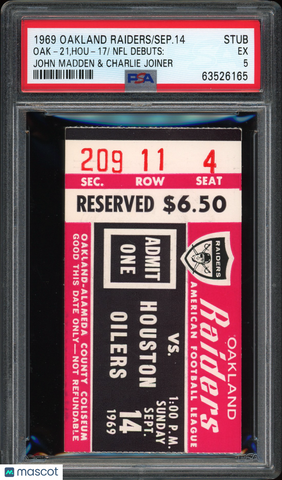 1969 OAKLAND RAIDERS/SEP.14 STUB
OAK - 21,HOU - 17/ NFL DEBUTS: EX
JOHN MADDEN & CHARLIE JOINER 5
PSA 63526165
209 11 4
SEC. ROW SEAT
RESERVED $6.50
RAIDERS
OAKLAND
Raiders
AMERICAN FOOTBALL LEAGUE
ADMIT
ONE
VS.
HOUSTON
OILERS
1:00 P.M.
SUNDAY
SEPT.
14
1969
OAKLAND-ALAMEDA COUNTY COLISEUM
GOOD THIS DATE ONLY—NOT REFUNDABLE
mascot